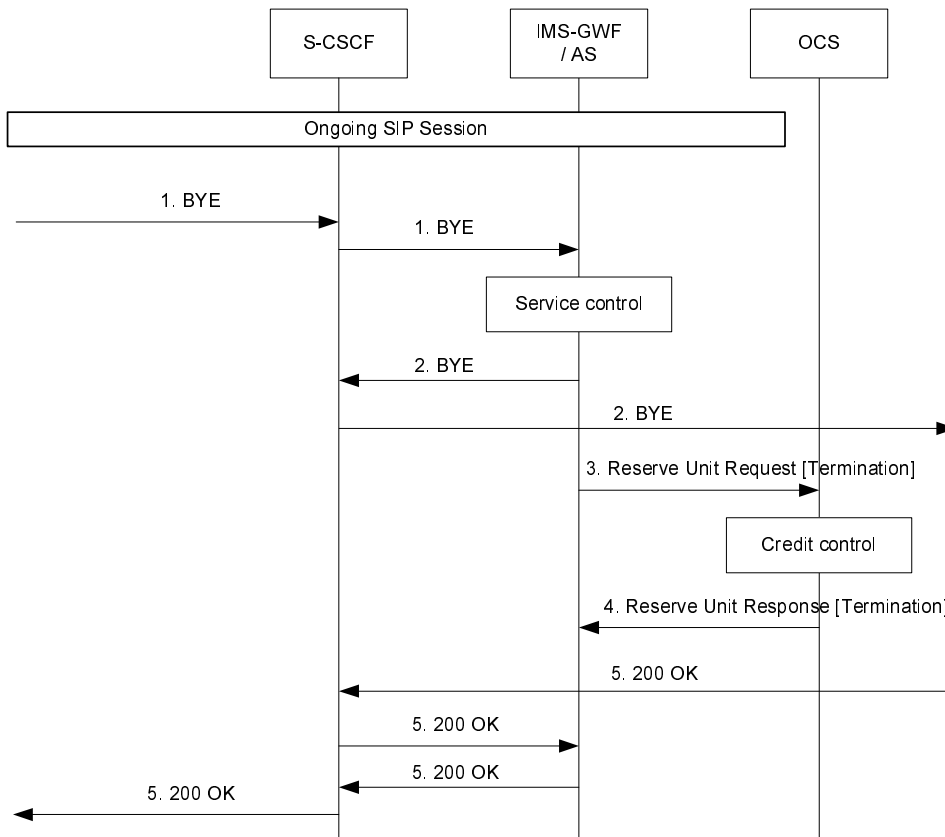 S-CSCF
IMS-GWF
/ AS
OCS
Ongoing SIP Session
1. BYE
1. BYE
Service control
2. BYE
2. BYE
3. Reserve Unit Request [Termination]
Credit control
4. Reserve Unit Response [Termination]
5. 200 OK
5. 200 OK
5. 200 OK
5. 200 OK